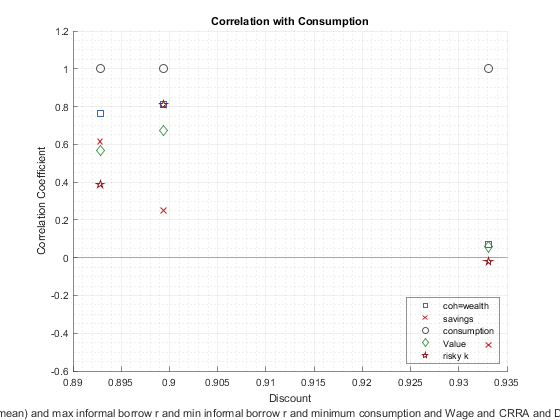 Correlation with Consumption
1.2
1
0.8
0.6
0.4
0.2
0
-0.2
-0.4
-0.6
Correlation Coefficient
coh=wealth
savings
consumption
Value
risky k
0.89
0.895
0.9
0.905
0.91
0.915
0.92
0.925
0.93
0.935
Discount
mean) and max informal borrow r and min informal borrow r and minimum consumption and Wage and CRRA and